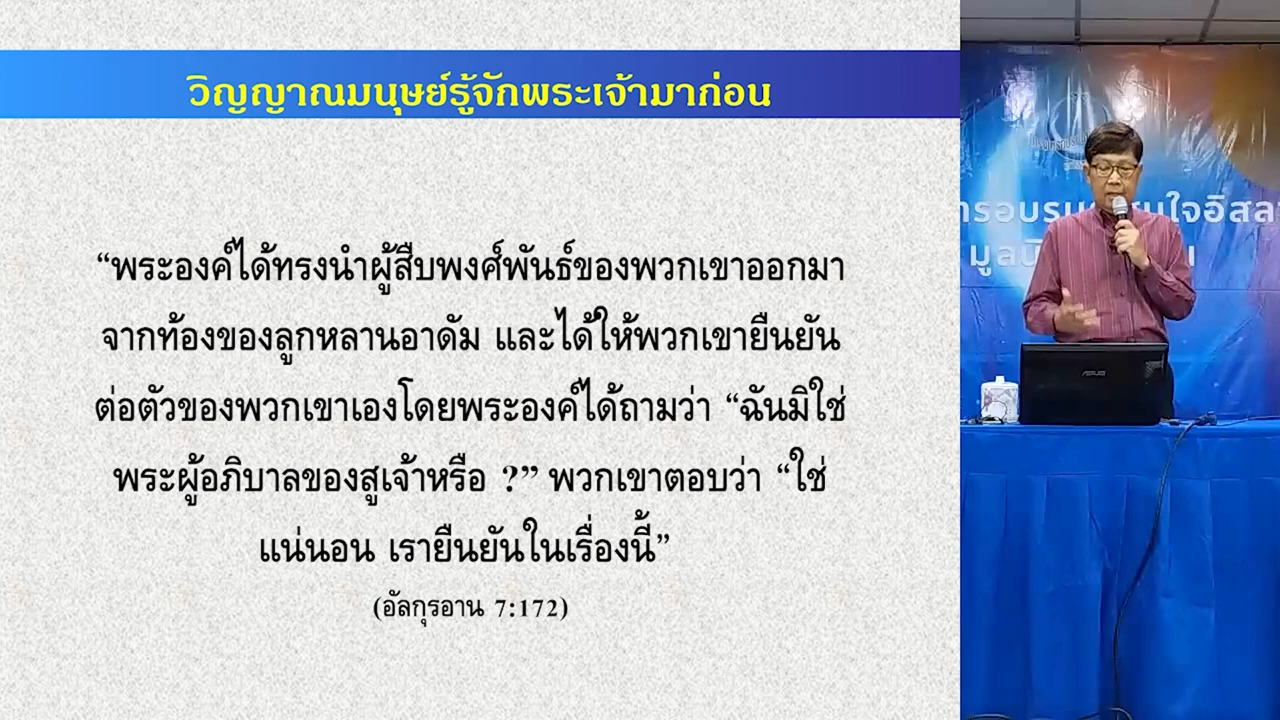 วิญญาณมนุษย์รู้จักพระเจ้ามาก่อน
“พระองค์ได้ทรงนำผู้สืบพงศ์พันธ์ของพวกเขาออกมา
จากท้องของลูกหลานอาดัม และได้ให้พวกเขายืนยัน
ต่อตัวของพวกเขาเองโดยพระองค์ได้ถามว่า “ฉันมิใช่
พระผู้อภิบาลของสูเจ้าหรือ ?” พวกเขาตอบว่า “ใช่
แน่นอน เรายืนยันในเรื่องนี้”
(อัลกุรอาน 7:172)
ASUS